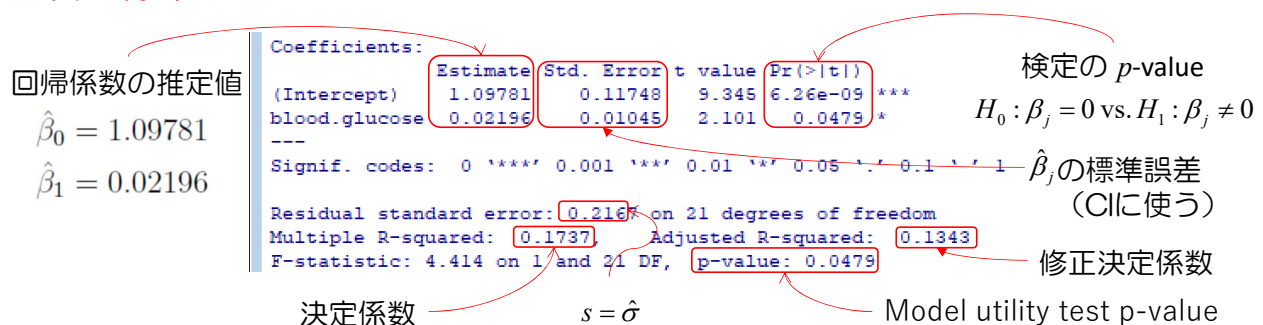 Coefficients:
Estimate Std. Error t value Pr(>|t|)
(Intercept) 1.09781 0.11748 9.345 6.26e-09 ***
blood.glucose 0.02196 0.01045 2.101 0.0479 *
---
Signif. codes: 0 '***' 0.001 '**' 0.01 '*' 0.05 '.' 0.1 ' ' 1
Residual standard error: 0.2167 on 21 degrees of freedom
Multiple R-squared: 0.1737, Adjusted R-squared: 0.1343
F-statistic: 4.414 on 1 and 21 DF, p-value: 0.0479
回帰係数の推定値
β̂₀ = 1.09781
β̂₁ = 0.02196
検定の p-value
H₀ : βⱼ = 0 vs. H₁ : βⱼ ≠ 0
β̂ⱼの標準誤差
(CIに使う)
修正決定係数
決定係数
s = σ̂
Model utility test p-value